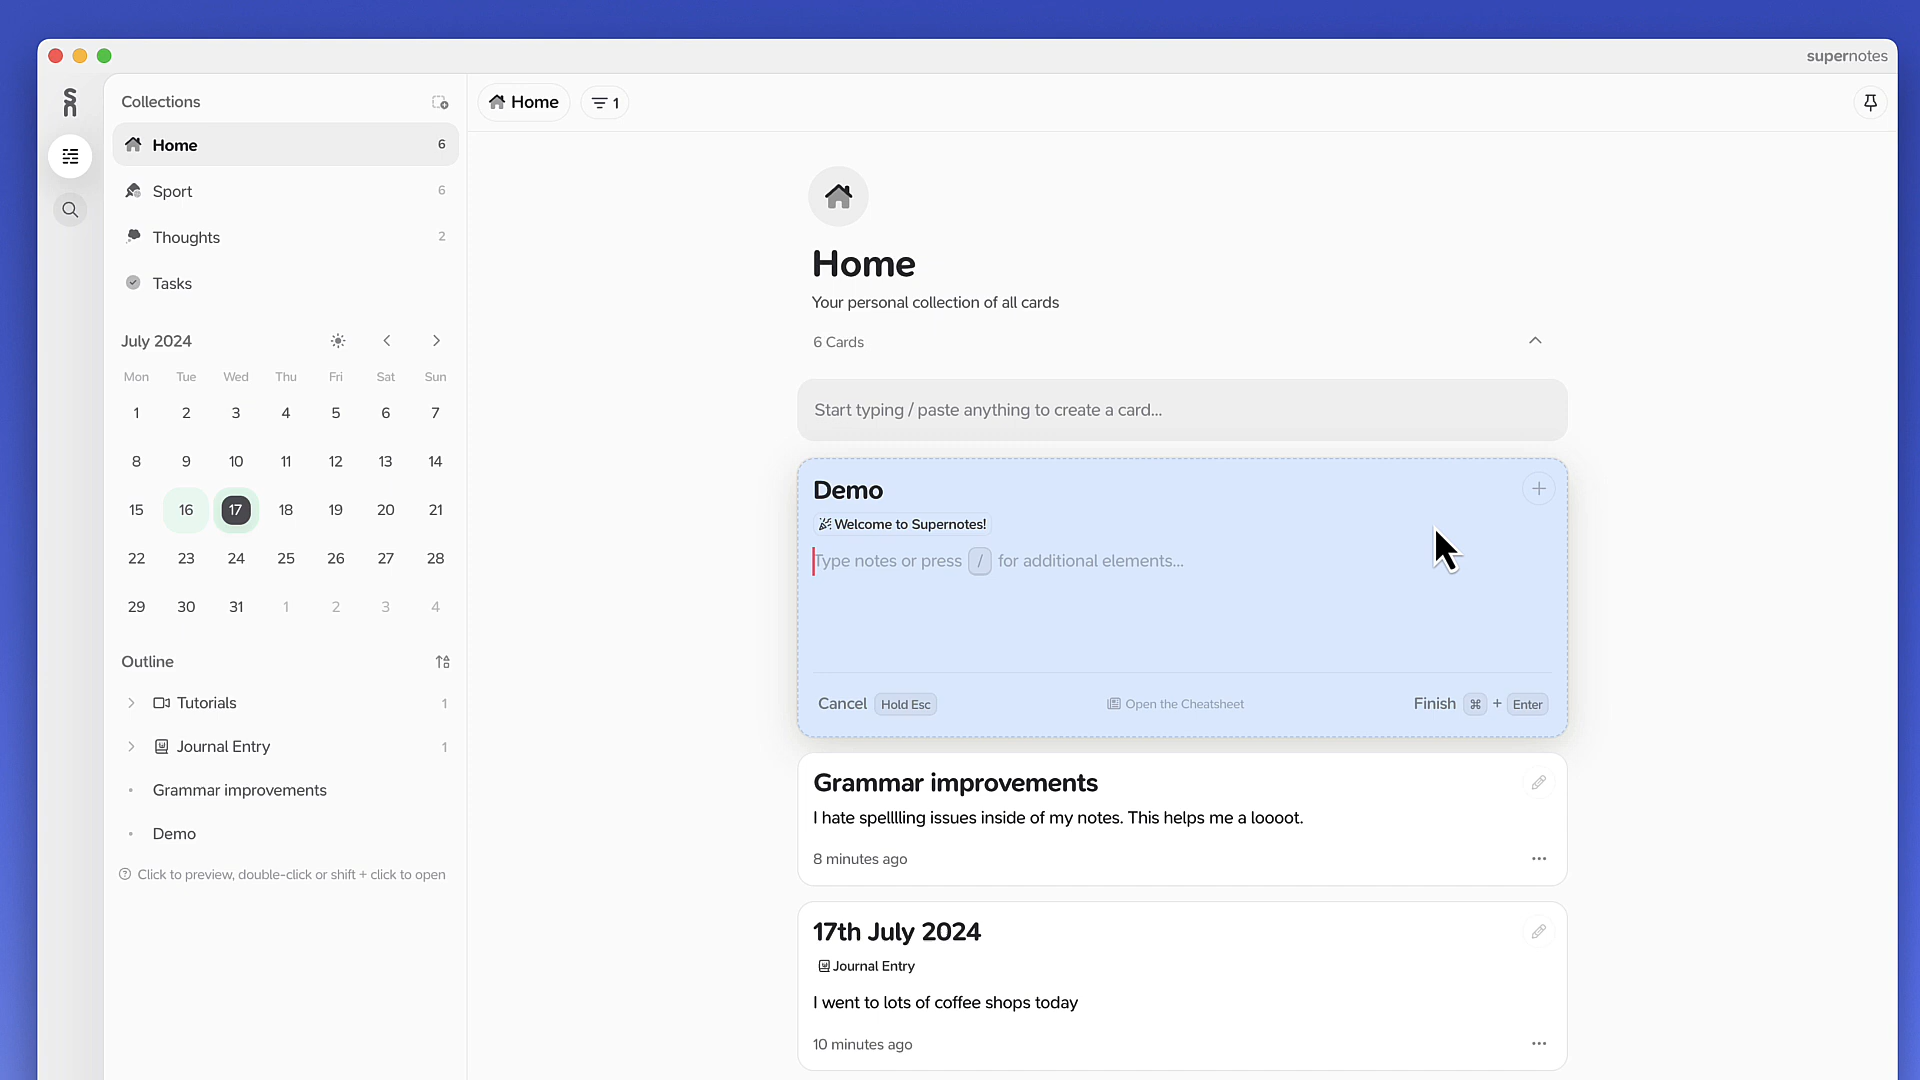 supernotes
Collections
Home 6
Sport 6
Thoughts 2
Tasks
July 2024
Mon Tue Wed Thu Fri Sat Sun
1 2 3 4 5 6 7
8 9 10 11 12 13 14
15 16 17 18 19 20 21
22 23 24 25 26 27 28
29 30 31 1 2 3 4
Outline
Tutorials 1
Journal Entry 1
Grammar improvements
Demo
Click to preview, double-click or shift + click to open
Home 1
Home
Your personal collection of all cards
6 Cards
Start typing / paste anything to create a card...
Demo
Welcome to Supernotes!
Type notes or press / for additional elements...
Cancel Hold Esc Open the Cheatsheet Finish ⌘ + Enter
Grammar improvements
I hate spelllling issues inside of my notes. This helps me a loooot.
8 minutes ago
17th July 2024
Journal Entry
I went to lots of coffee shops today
10 minutes ago